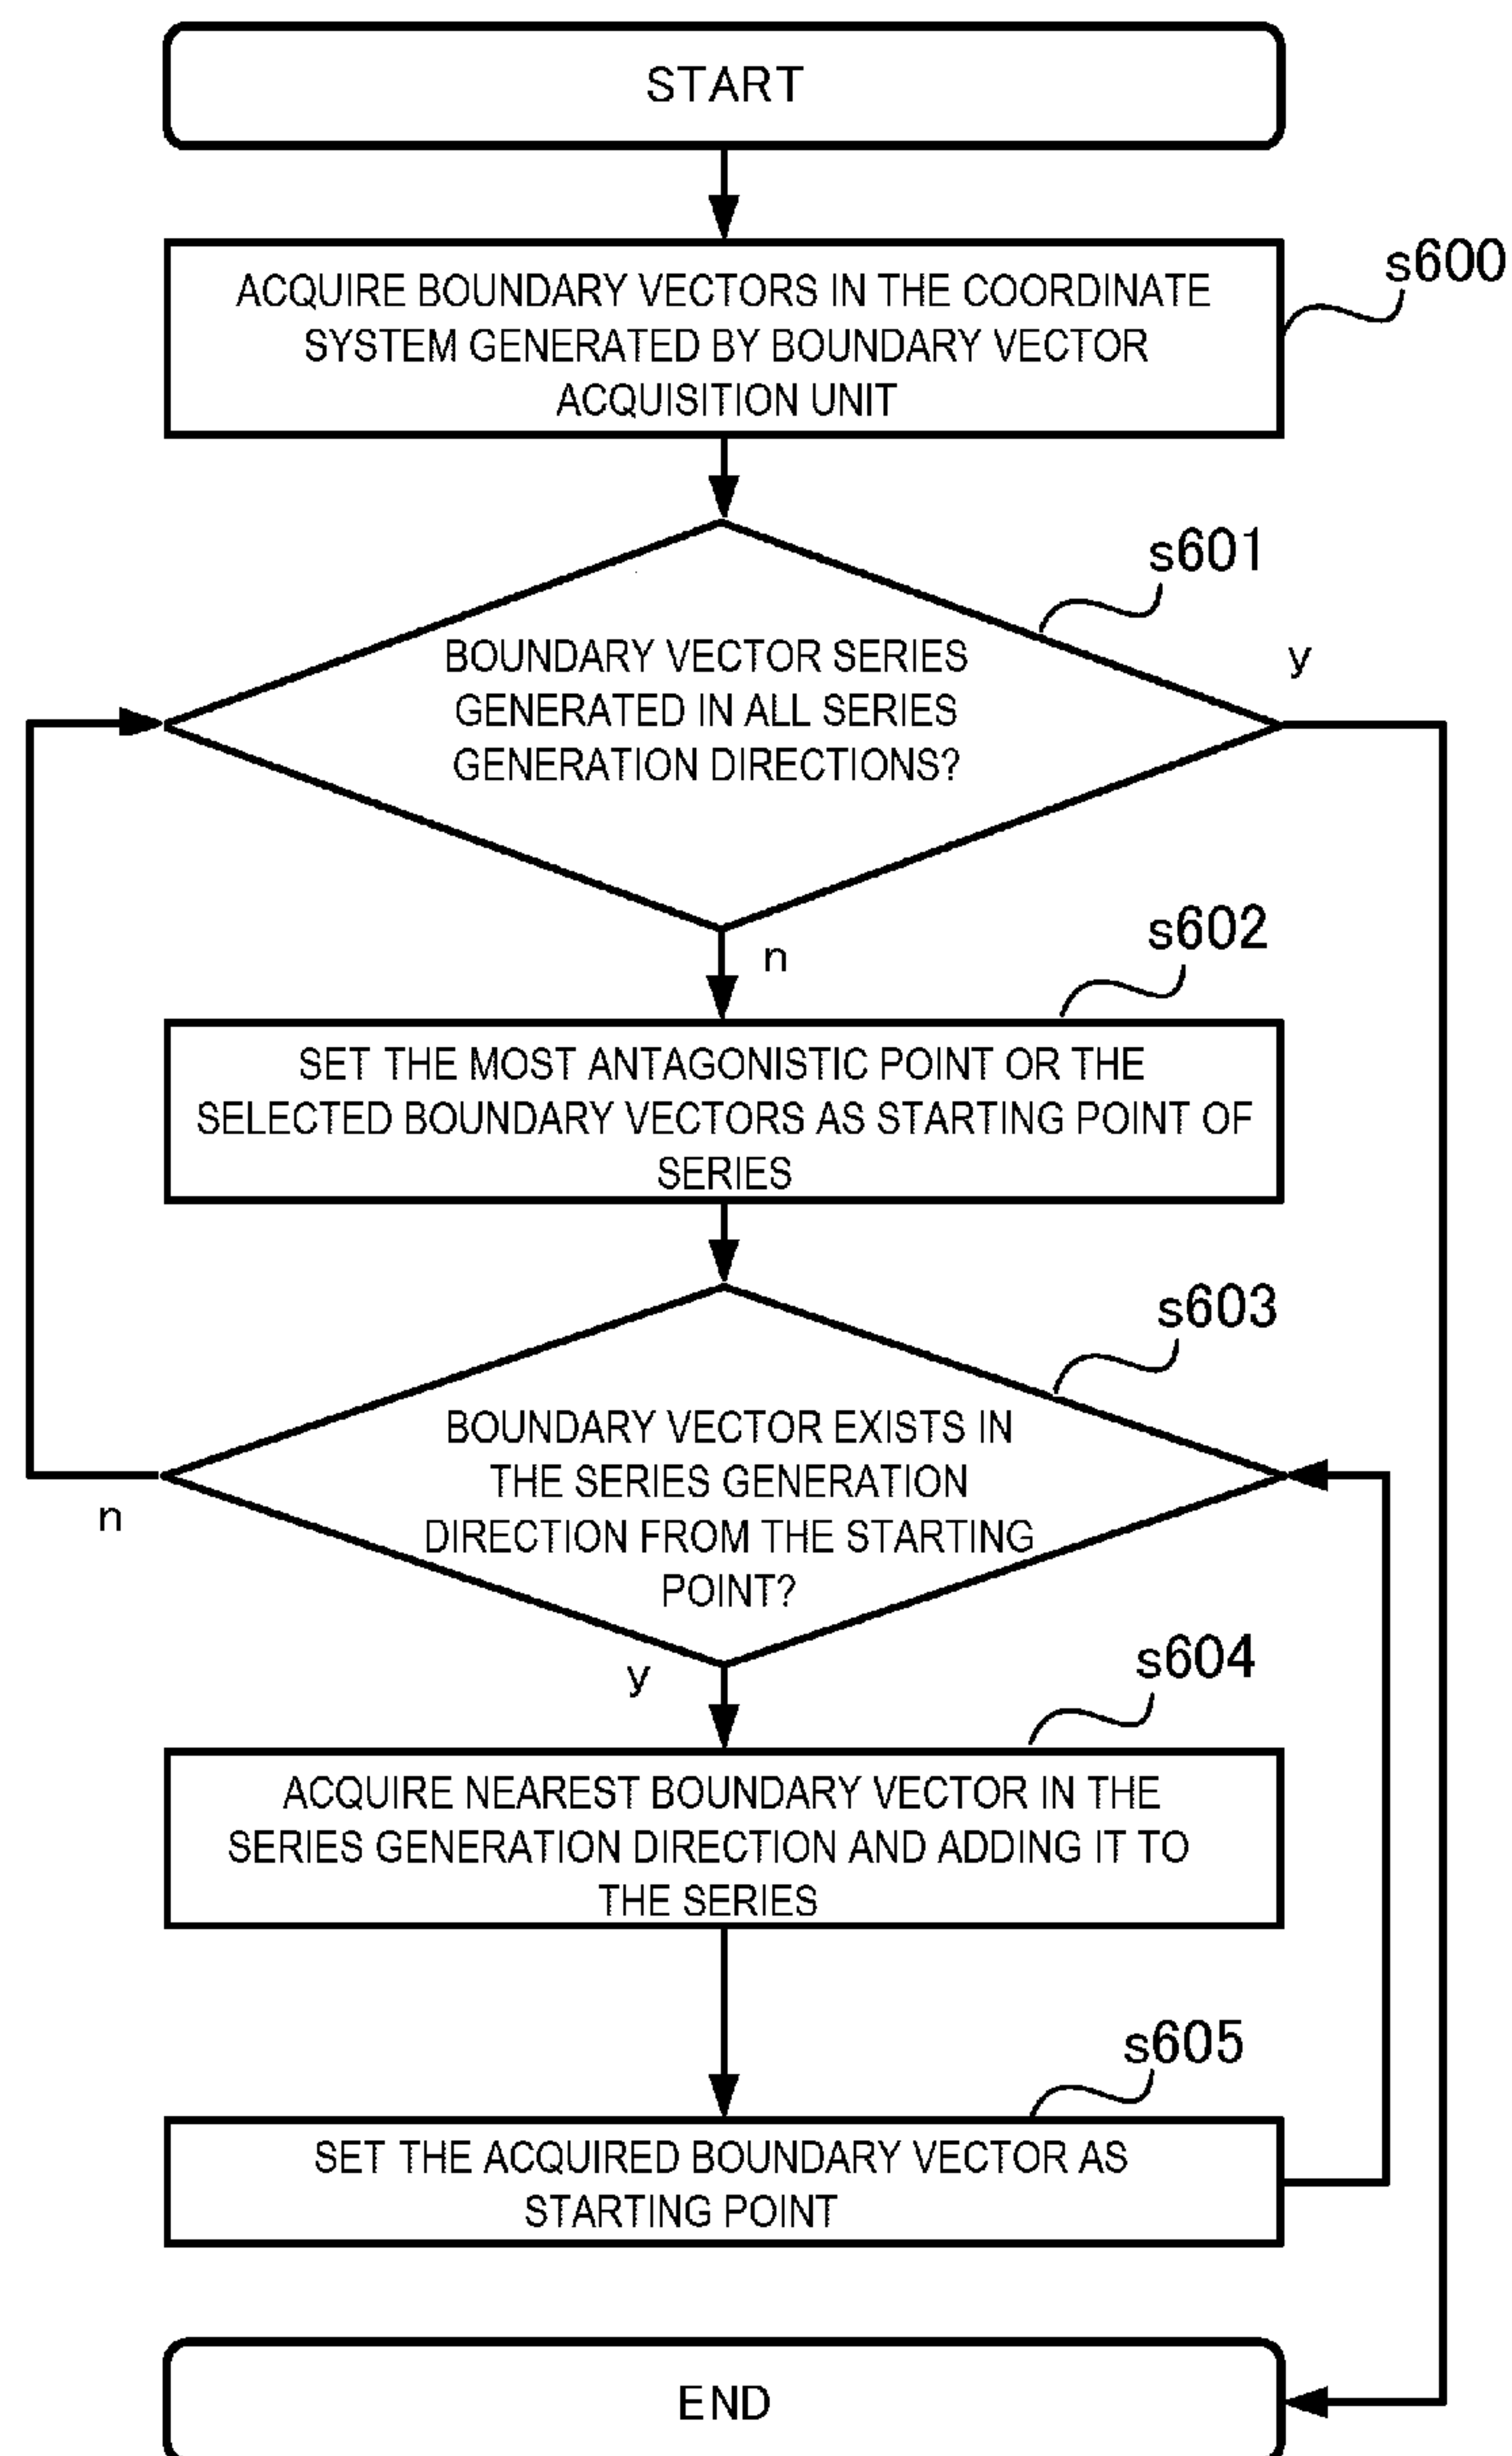 START
s600
ACQUIRE BOUNDARY VECTORS IN THE COORDINATE
SYSTEM GENERATED BY BOUNDARY VECTOR
ACQUISITION UNIT
s601
y
BOUNDARY VECTOR SERIES
GENERATED IN ALL SERIES
GENERATION DIRECTIONS?
n
s602
SET THE MOST ANTAGONISTIC POINT OR THE
SELECTED BOUNDARY VECTORS AS STARTING POINT OF
SERIES
s603
BOUNDARY VECTOR EXISTS IN
THE SERIES GENERATION
DIRECTION FROM THE STARTING
POINT?
n
y
s604
ACQUIRE NEAREST BOUNDARY VECTOR IN THE
SERIES GENERATION DIRECTION AND ADDING IT TO
THE SERIES
s605
SET THE ACQUIRED BOUNDARY VECTOR AS
STARTING POINT
END